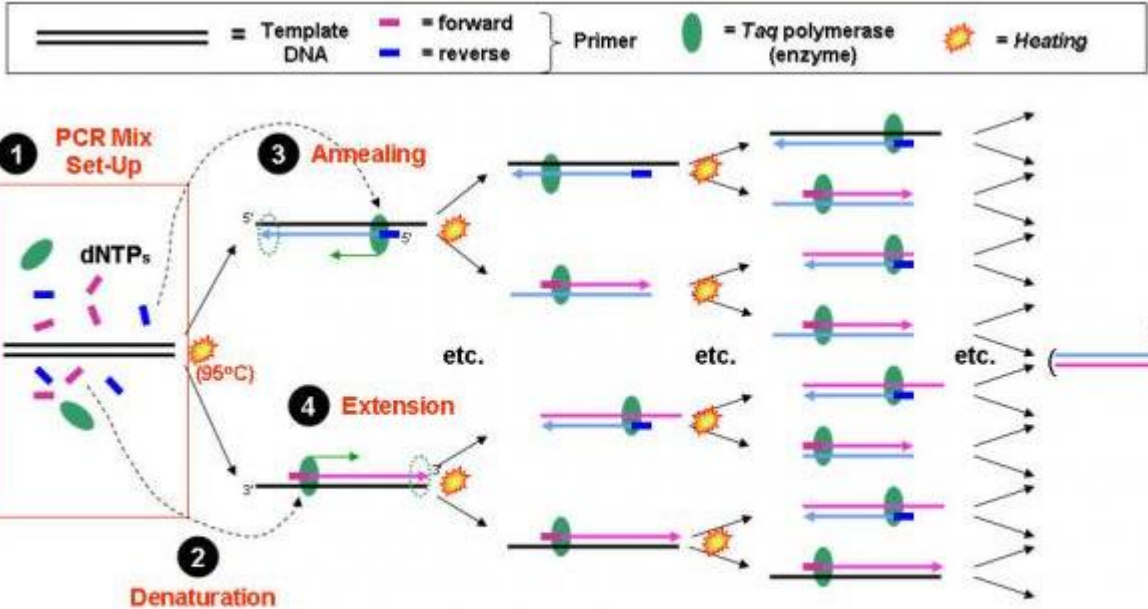 = Template DNA
= forward
= reverse
Primer
= Taq polymerase
(enzyme)
= Heating
1
PCR Mix
Set-Up
3
Annealing
5'
5'
dNTPs
(95°C)
etc.
etc.
etc.
(
4
Extension
3'
3'
2
Denaturation